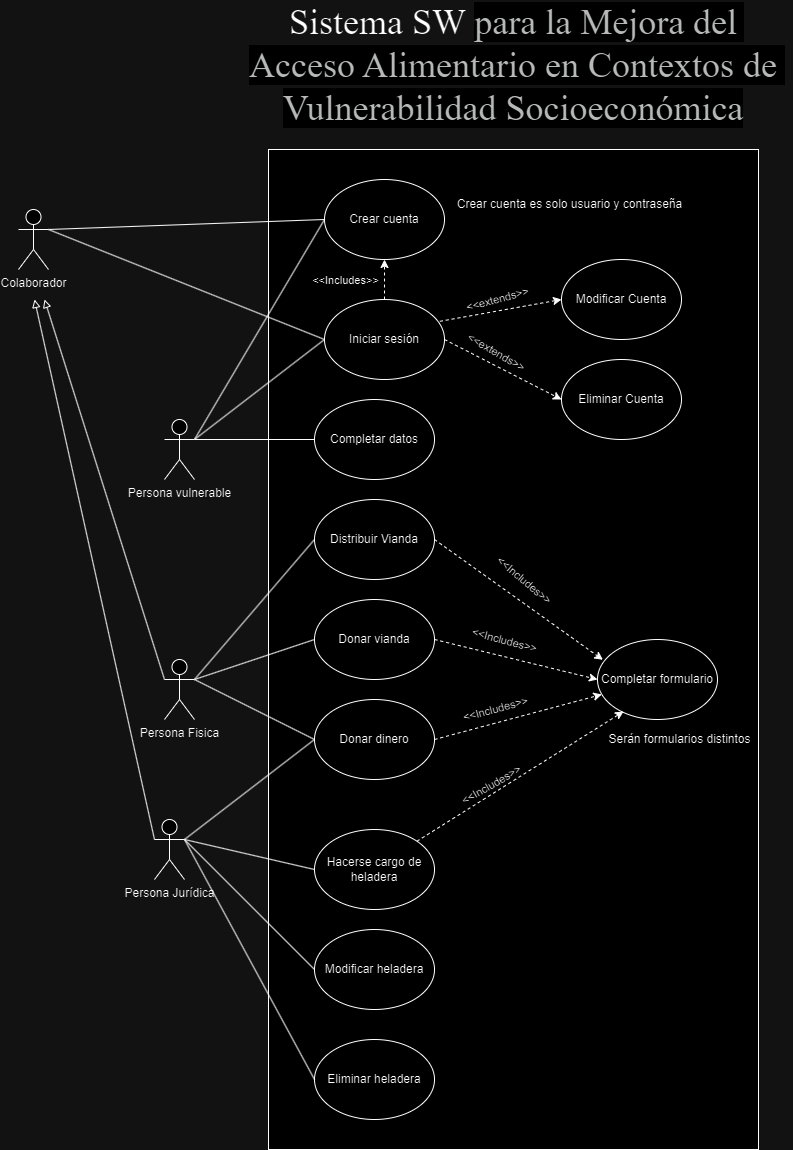 Sistema SW para la Mejora del
Acceso Alimentario en Contextos de
Vulnerabilidad Socioeconómica
Crear cuenta
Crear cuenta es solo usuario y contraseña
Colaborador
<<Includes>>
<<extends>>
Modificar Cuenta
Iniciar sesión
<<extends>>
Eliminar Cuenta
Completar datos
Persona vulnerable
Distribuir Vianda
<<Includes>>
Donar vianda
<<Includes>>
Completar formulario
Persona Fisica
<<Includes>>
Donar dinero
Serán formularios distintos
<<Includes>>
Hacerse cargo de
heladera
Persona Jurídica
Modificar heladera
Eliminar heladera